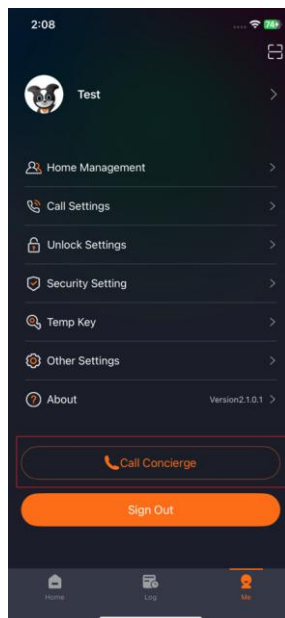 2:08
74
Test
Home Management
Call Settings
Unlock Settings
Security Setting
Temp Key
Other Settings
About Version2.1.0.1
Call Concierge
Sign Out
Home Log Me